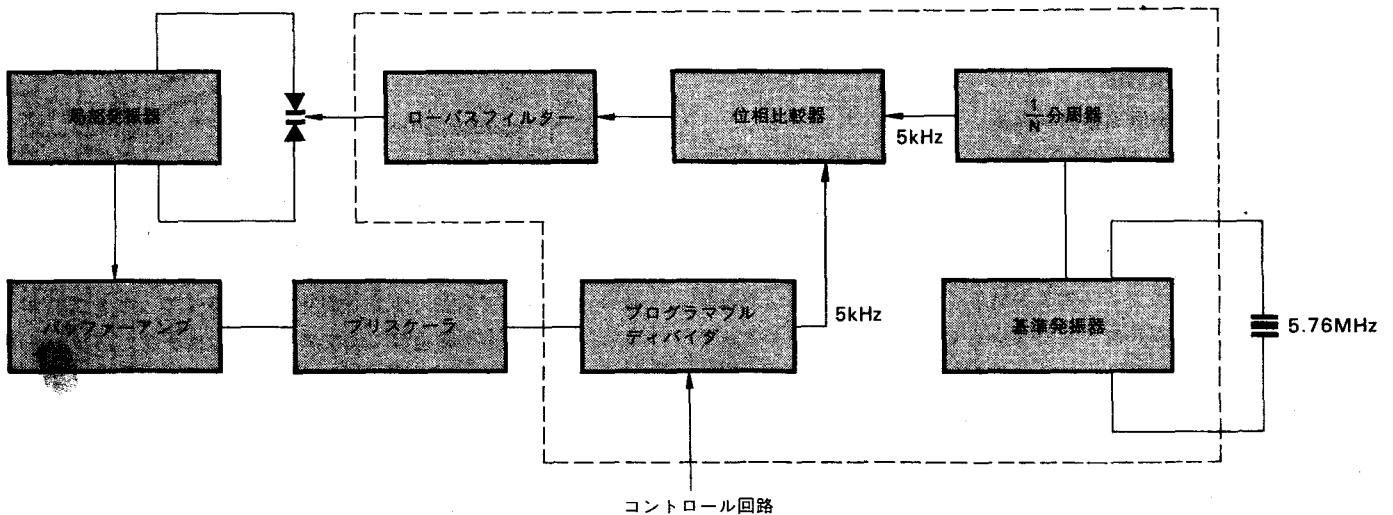 局部発振器
ローパスフィルター
位相比較器
1/N 分周器
5kHz
バッファーアンプ
プリスケーラ
プログラマブル
ディバイダ
5kHz
基準発振器
5.76MHz
コントロール回路